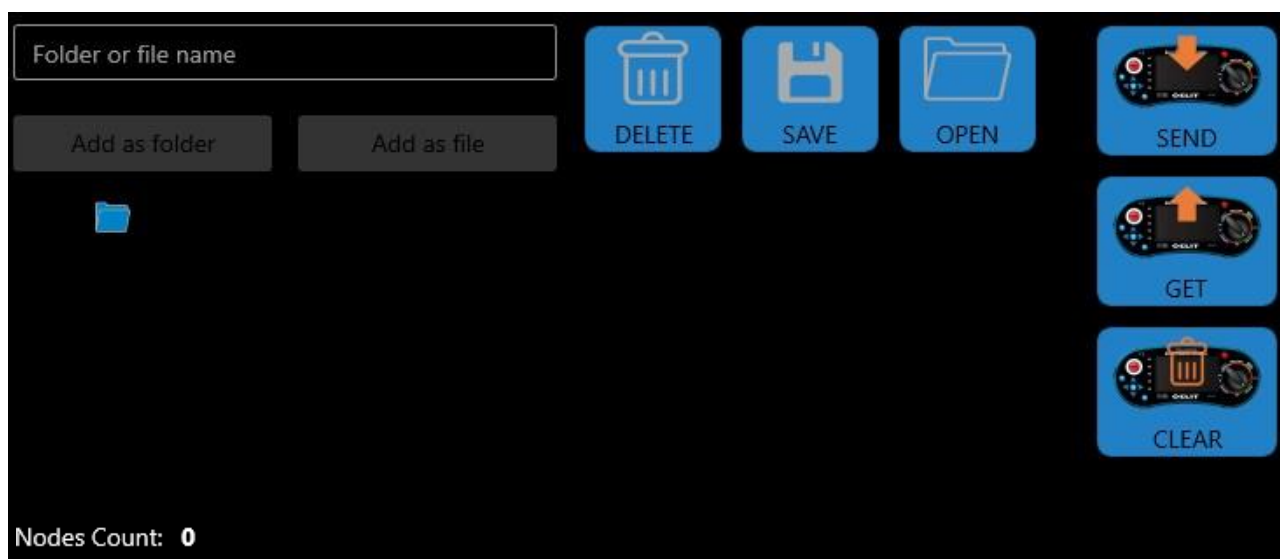 Folder or file name
Add as folder
Add as file
DELETE
SAVE
OPEN
SEND
GET
CLEAR
Nodes Count: 0